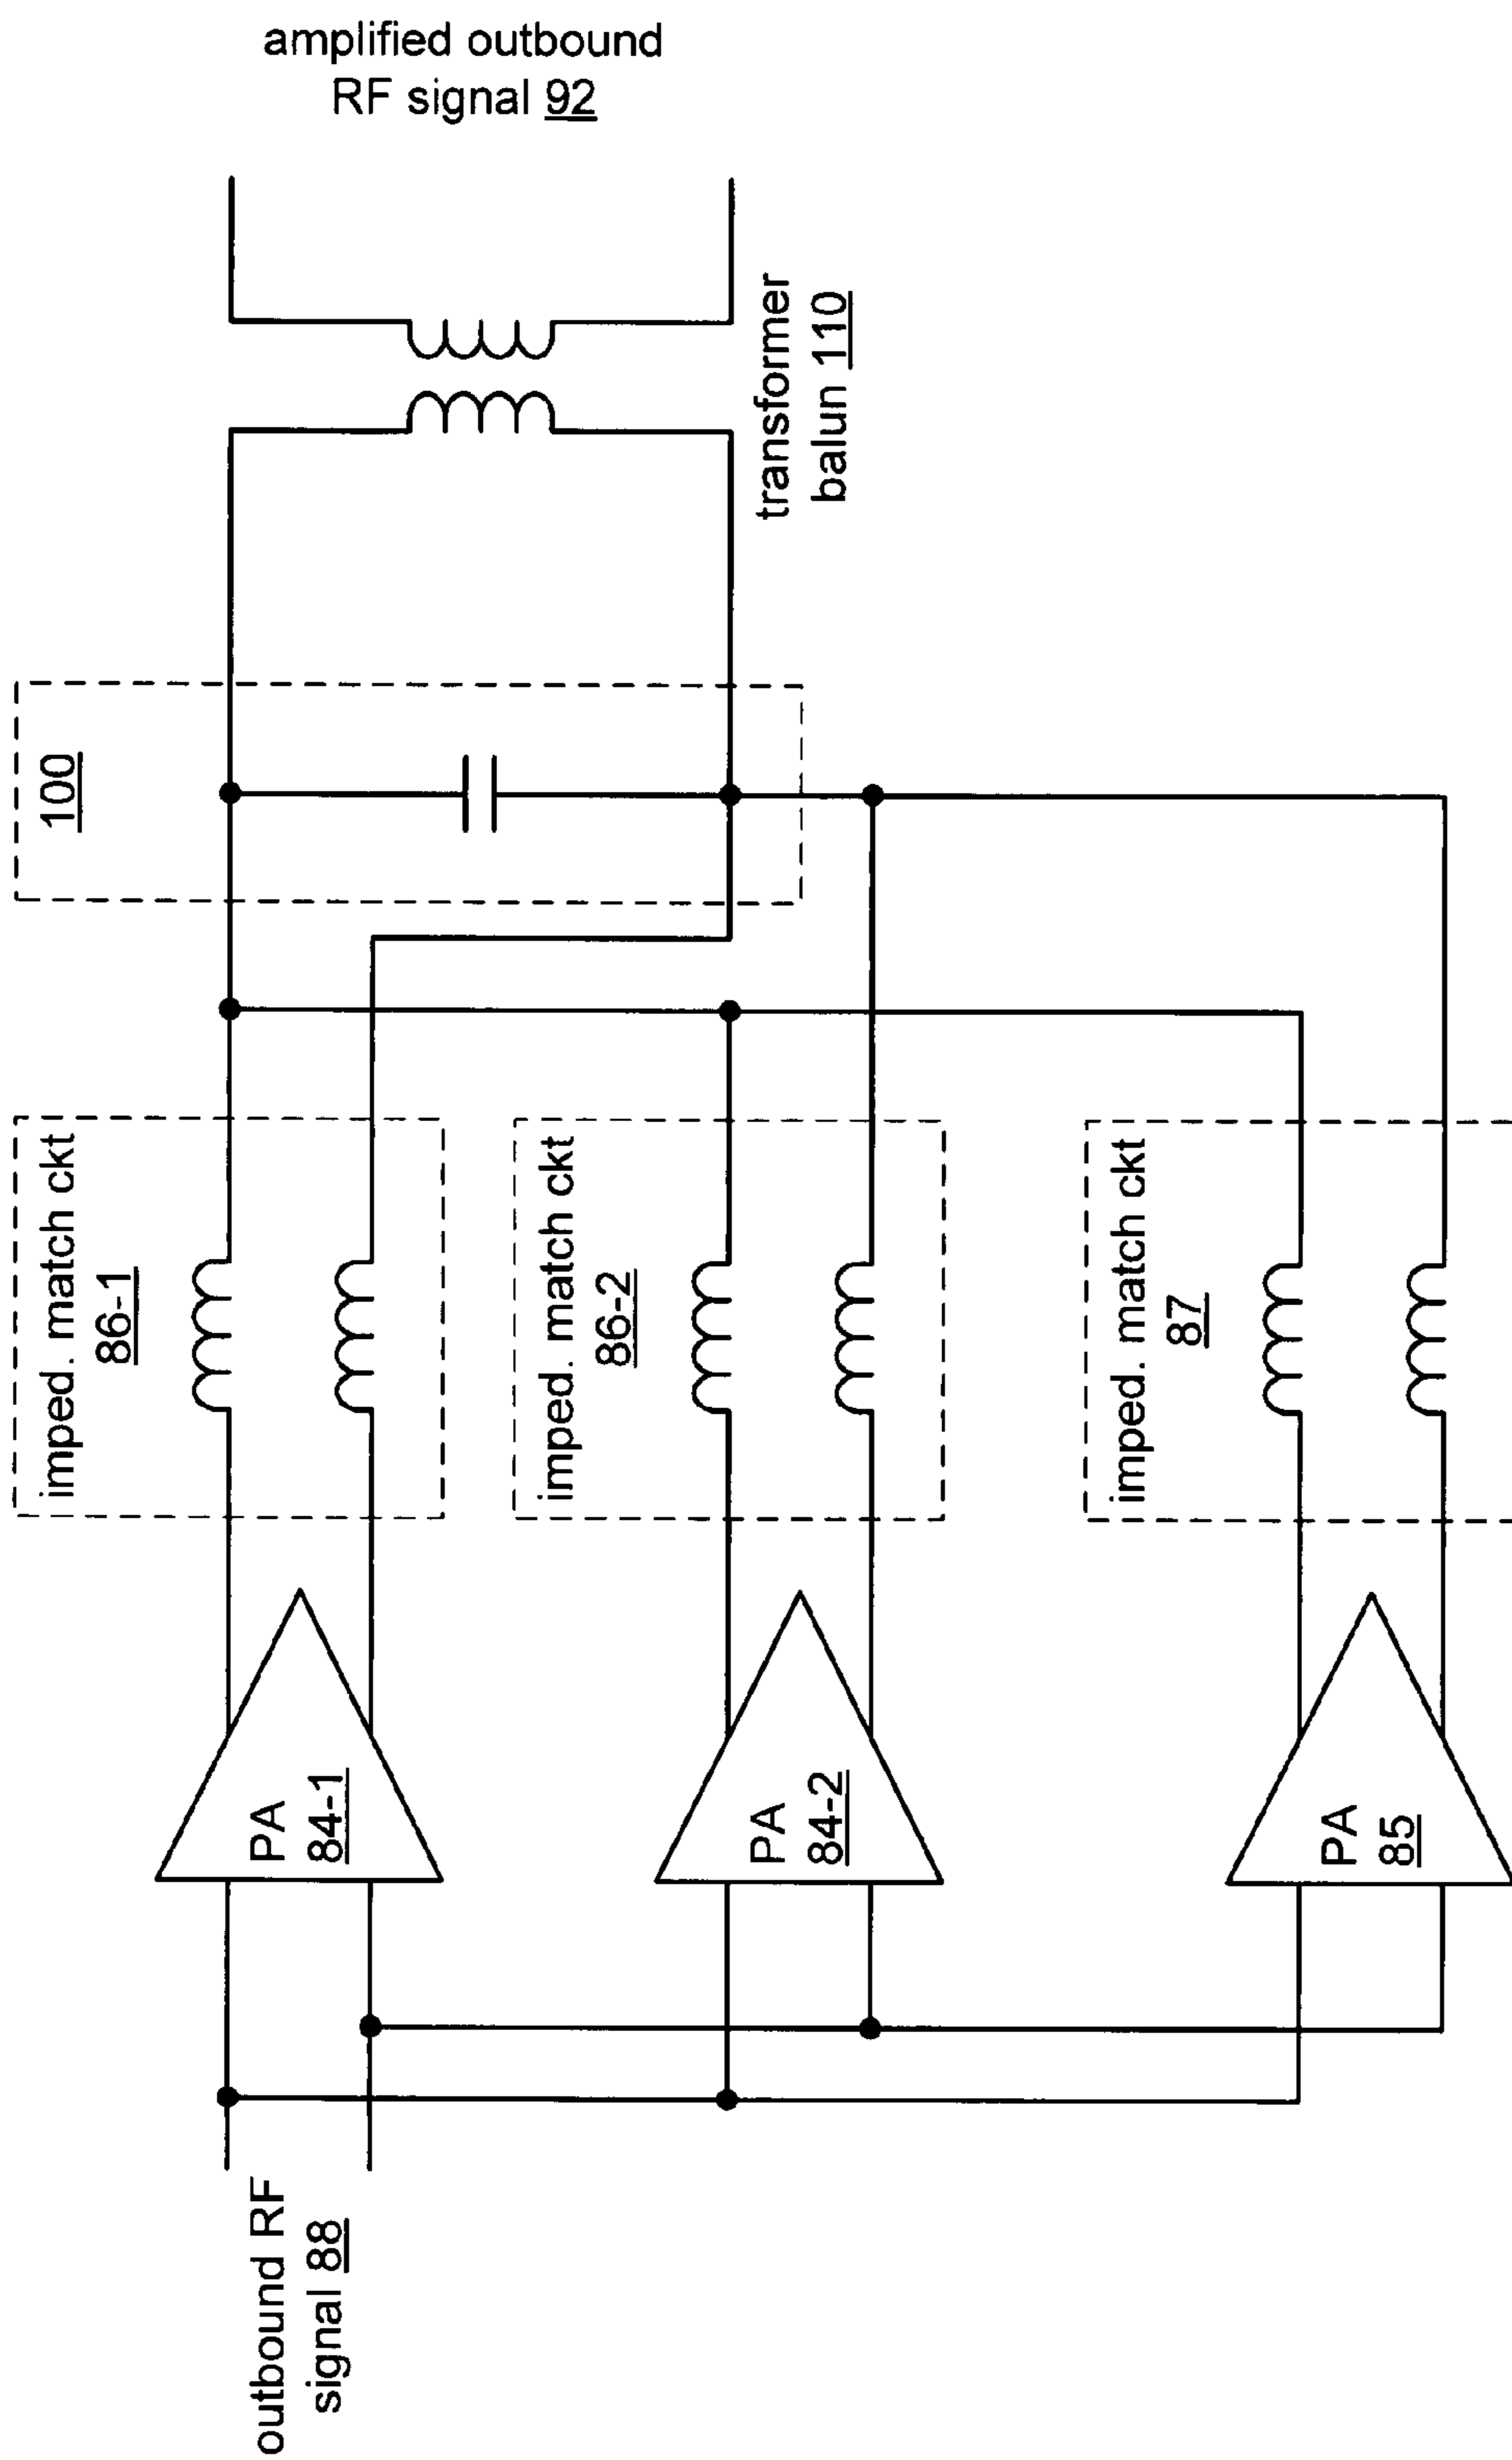 amplified outbound
RF signal 92
transformer
balun 110
100
imped. match ckt
86-1
imped. match ckt
86-2
imped. match ckt
87
PA
84-1
PA
84-2
PA
85
outbound RF
signal 88